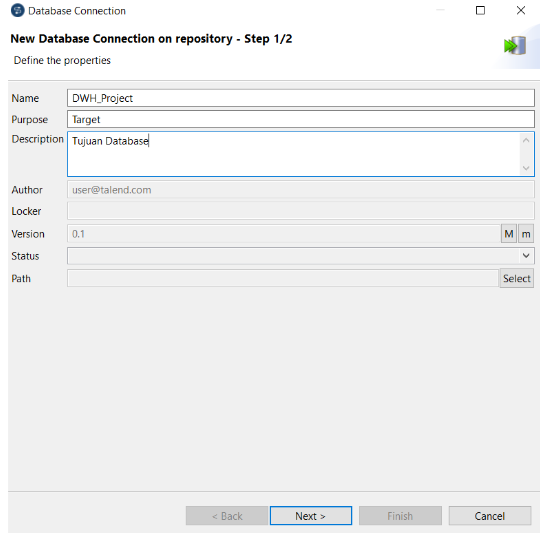 Database Connection
New Database Connection on repository - Step 1/2
Define the properties
Name DWH_Project
Purpose Target
Description Tujuan Database
Author user@talend.com
Locker
Version 0.1 M m
Status
Path Select
< Back Next > Finish Cancel